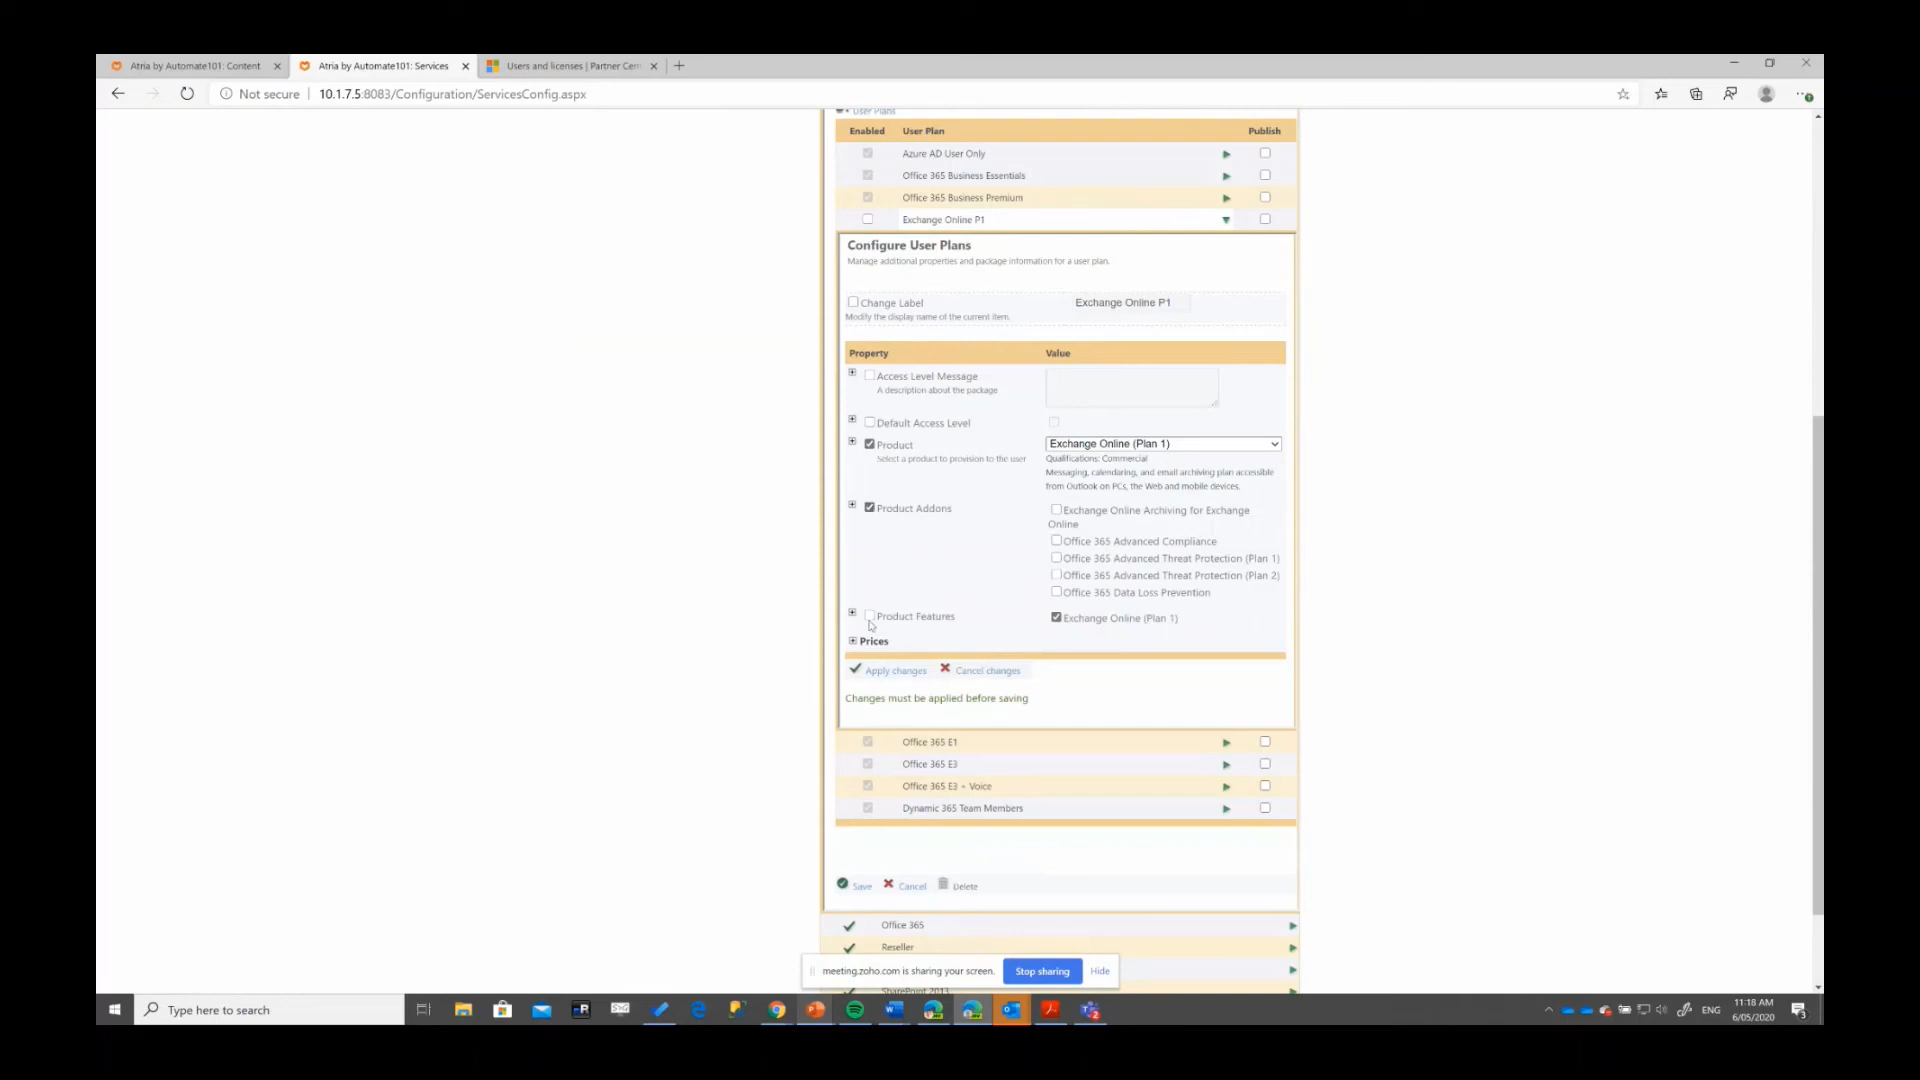 Atria by Automate101: Content
Atria by Automate101: Services
Users and licenses | Partner Cen
Not secure
10.1.7.5:8083/Configuration/ServicesConfig.aspx
User Plans
Enabled User Plan Publish
Azure AD User Only
Office 365 Business Essentials
Office 365 Business Premium
Exchange Online P1
Configure User Plans
Manage additional properties and package information for a user plan.
Change Label Exchange Online P1
Modify the display name of the current item.
Property Value
Access Level Message
A description about the package
Default Access Level
Product Exchange Online (Plan 1)
Select a product to provision to the user
Qualifications: Commercial
Messaging, calendaring, and email archiving plan accessible
from Outlook on PCs, the Web and mobile devices.
Product Addons
Exchange Online Archiving for Exchange
Online
Office 365 Advanced Compliance
Office 365 Advanced Threat Protection (Plan 1)
Office 365 Advanced Threat Protection (Plan 2)
Office 365 Data Loss Prevention
Product Features Exchange Online (Plan 1)
Prices
Apply changes Cancel changes
Changes must be applied before saving
Office 365 E1
Office 365 E3
Office 365 E3 + Voice
Dynamic 365 Team Members
Save Cancel Delete
Office 365
Reseller
meeting.zoho.com is sharing your screen. Stop sharing Hide
SharePoint 2013
Type here to search
ENG
11:18 AM
6/05/2020